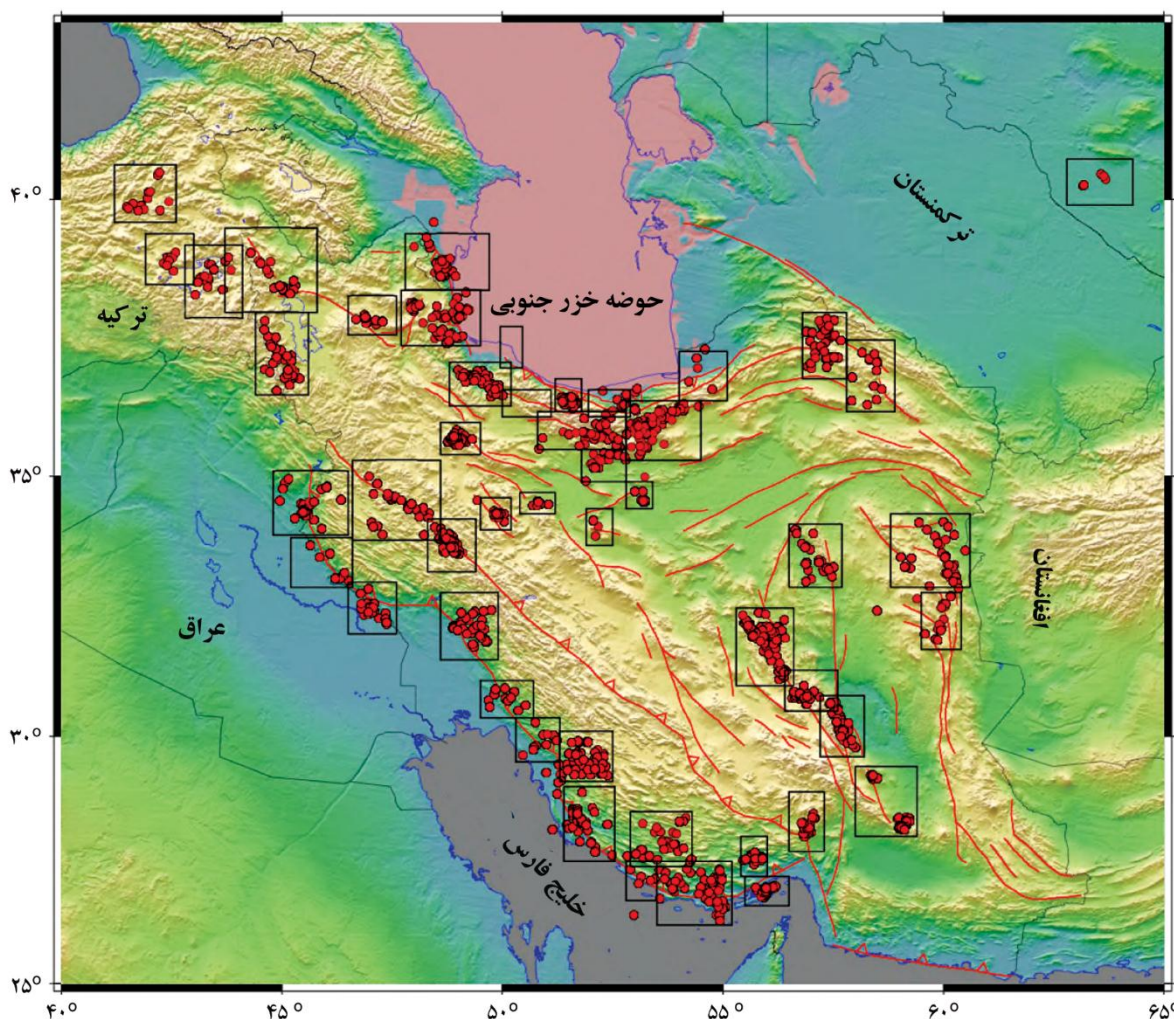 ۴۰°
ترکمنستان
حوضه خزر جنوبی
ترکیه
۳۵°
افغانستان
عراق
۳۰°
خلیج فارس
۲۵°
۴۰°
۴۵°
۵۰°
۵۵°
۶۰°
۶۵°